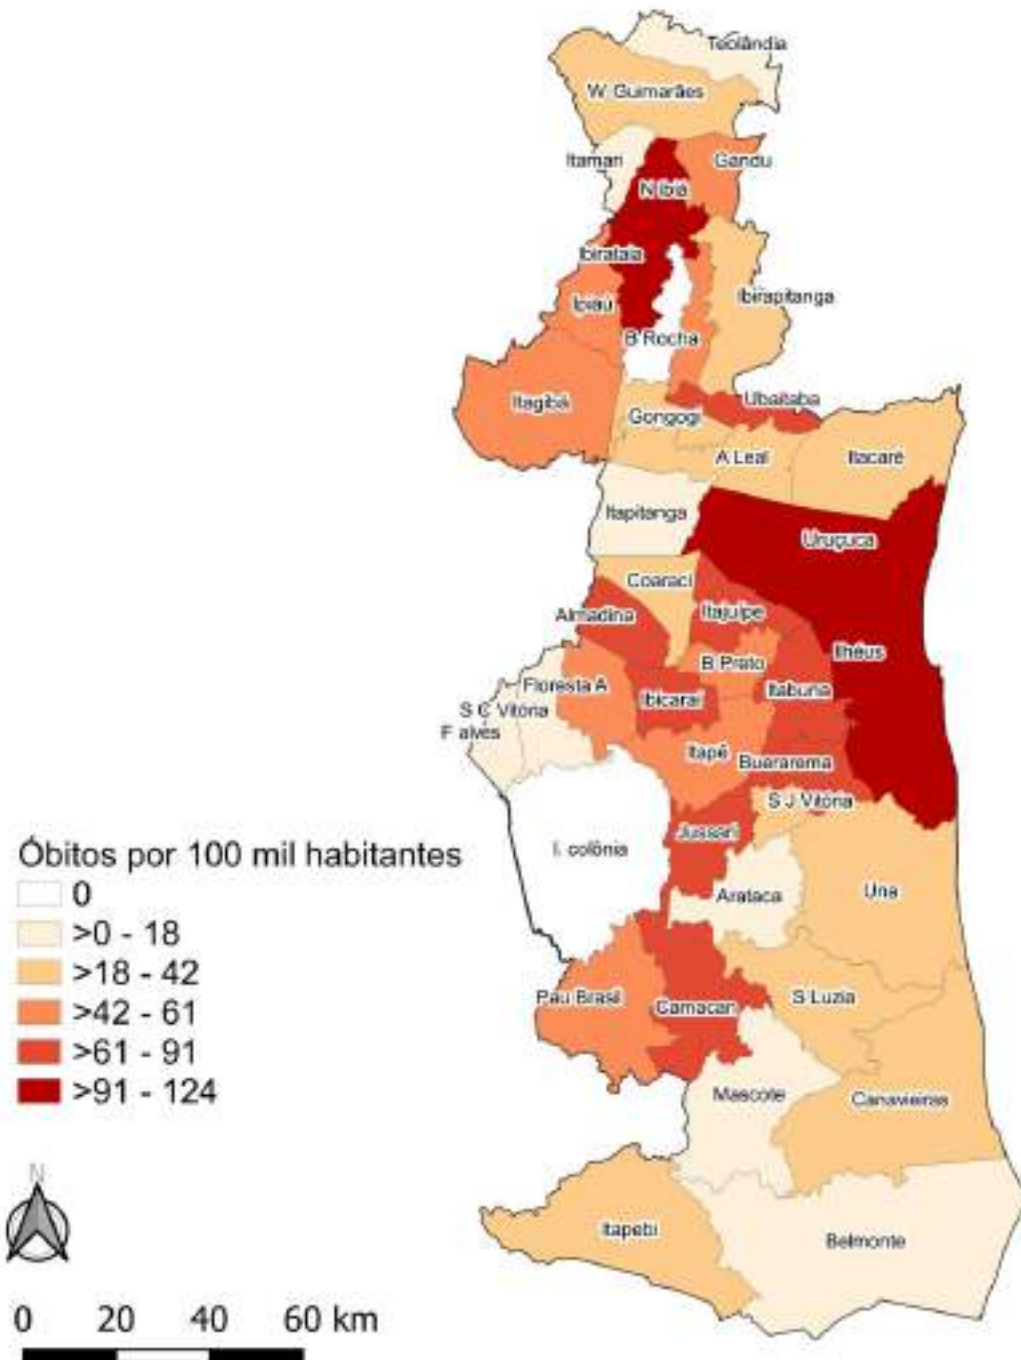 Teolândia
W. Guimarães
Itamari
Gandu
N Ibiá
Ibirataia
Ipiaú
Ibirapitanga
B Rocha
Itagibá
Ubaitaba
Gongogi
A Leal
Itacaré
Itapitanga
Uruçuca
Coaraci
Almadina
Itajuípe
Ilhéus
B Preto
Floresta A
Ibicaraí
Itabuna
S C Vitória
F alves
Itapé
Buerarema
S J Vitória
Jussari
I. colônia
Arataca
Una
Pau Brasil
Camacan
S Luzia
Mascote
Canavieiras
Itapebi
Belmonte
Óbitos por 100 mil habitantes
0
>0 - 18
>18 - 42
>42 - 61
>61 - 91
>91 - 124
N
0 20 40 60 km